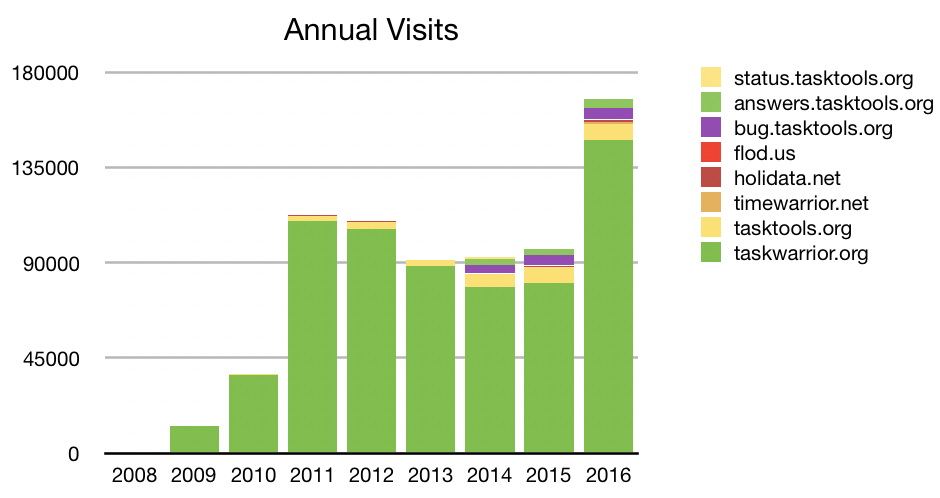 Annual Visits
180000
135000
90000
45000
0
2008 2009 2010 2011 2012 2013 2014 2015 2016
status.tasktools.org
answers.tasktools.org
bug.tasktools.org
flod.us
holidata.net
timewarrior.net
tasktools.org
taskwarrior.org